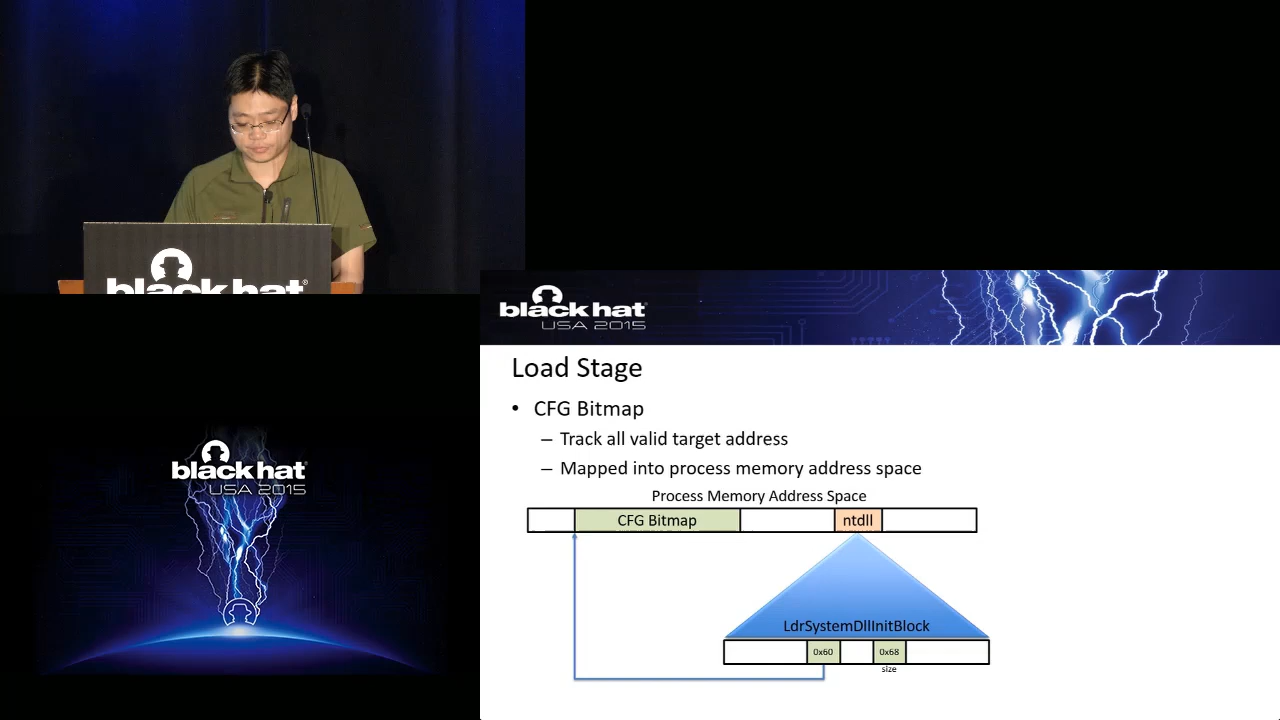 black hat
black hat
USA 2015
Load Stage
• CFG Bitmap
– Track all valid target address
– Mapped into process memory address space
Process Memory Address Space
CFG Bitmap
ntdll
LdrSystemDllInitBlock
0x60
0x68
size
black hat
USA 2015